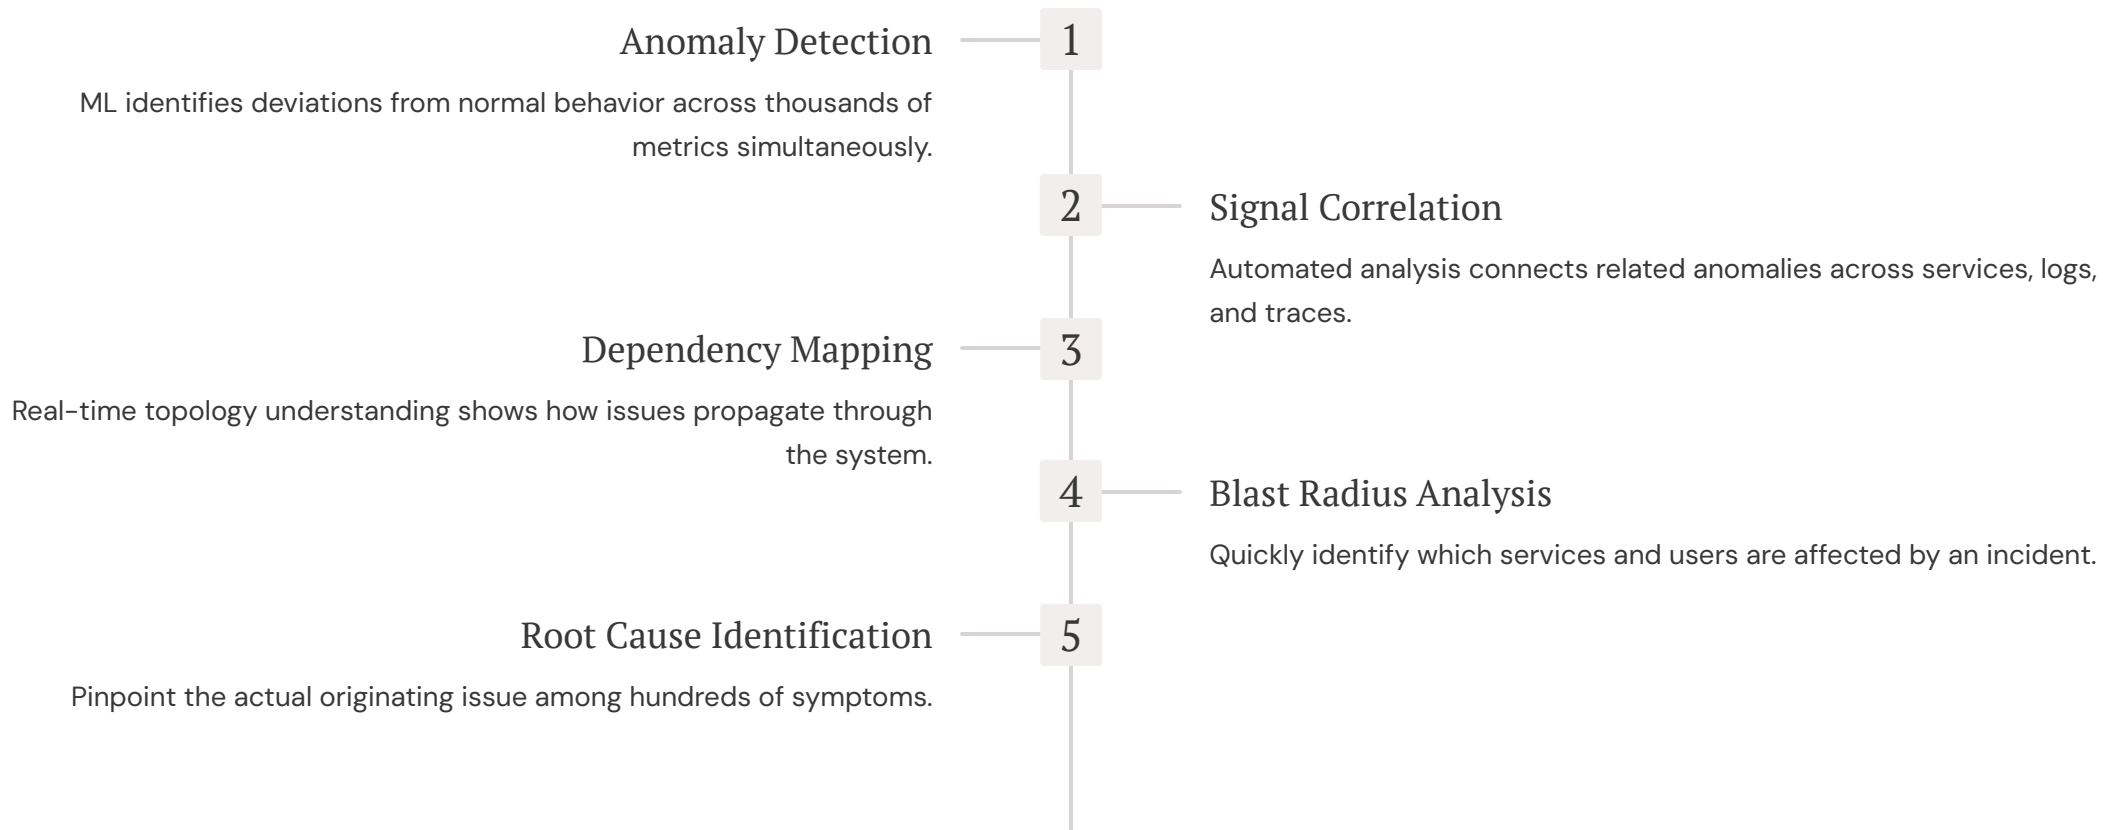 Anomaly Detection
1
ML identifies deviations from normal behavior across thousands of
metrics simultaneously.
2
Signal Correlation
Automated analysis connects related anomalies across services, logs,
and traces.
Dependency Mapping
3
Real-time topology understanding shows how issues propagate through
the system.
4
Blast Radius Analysis
Quickly identify which services and users are affected by an incident.
Root Cause Identification
5
Pinpoint the actual originating issue among hundreds of symptoms.